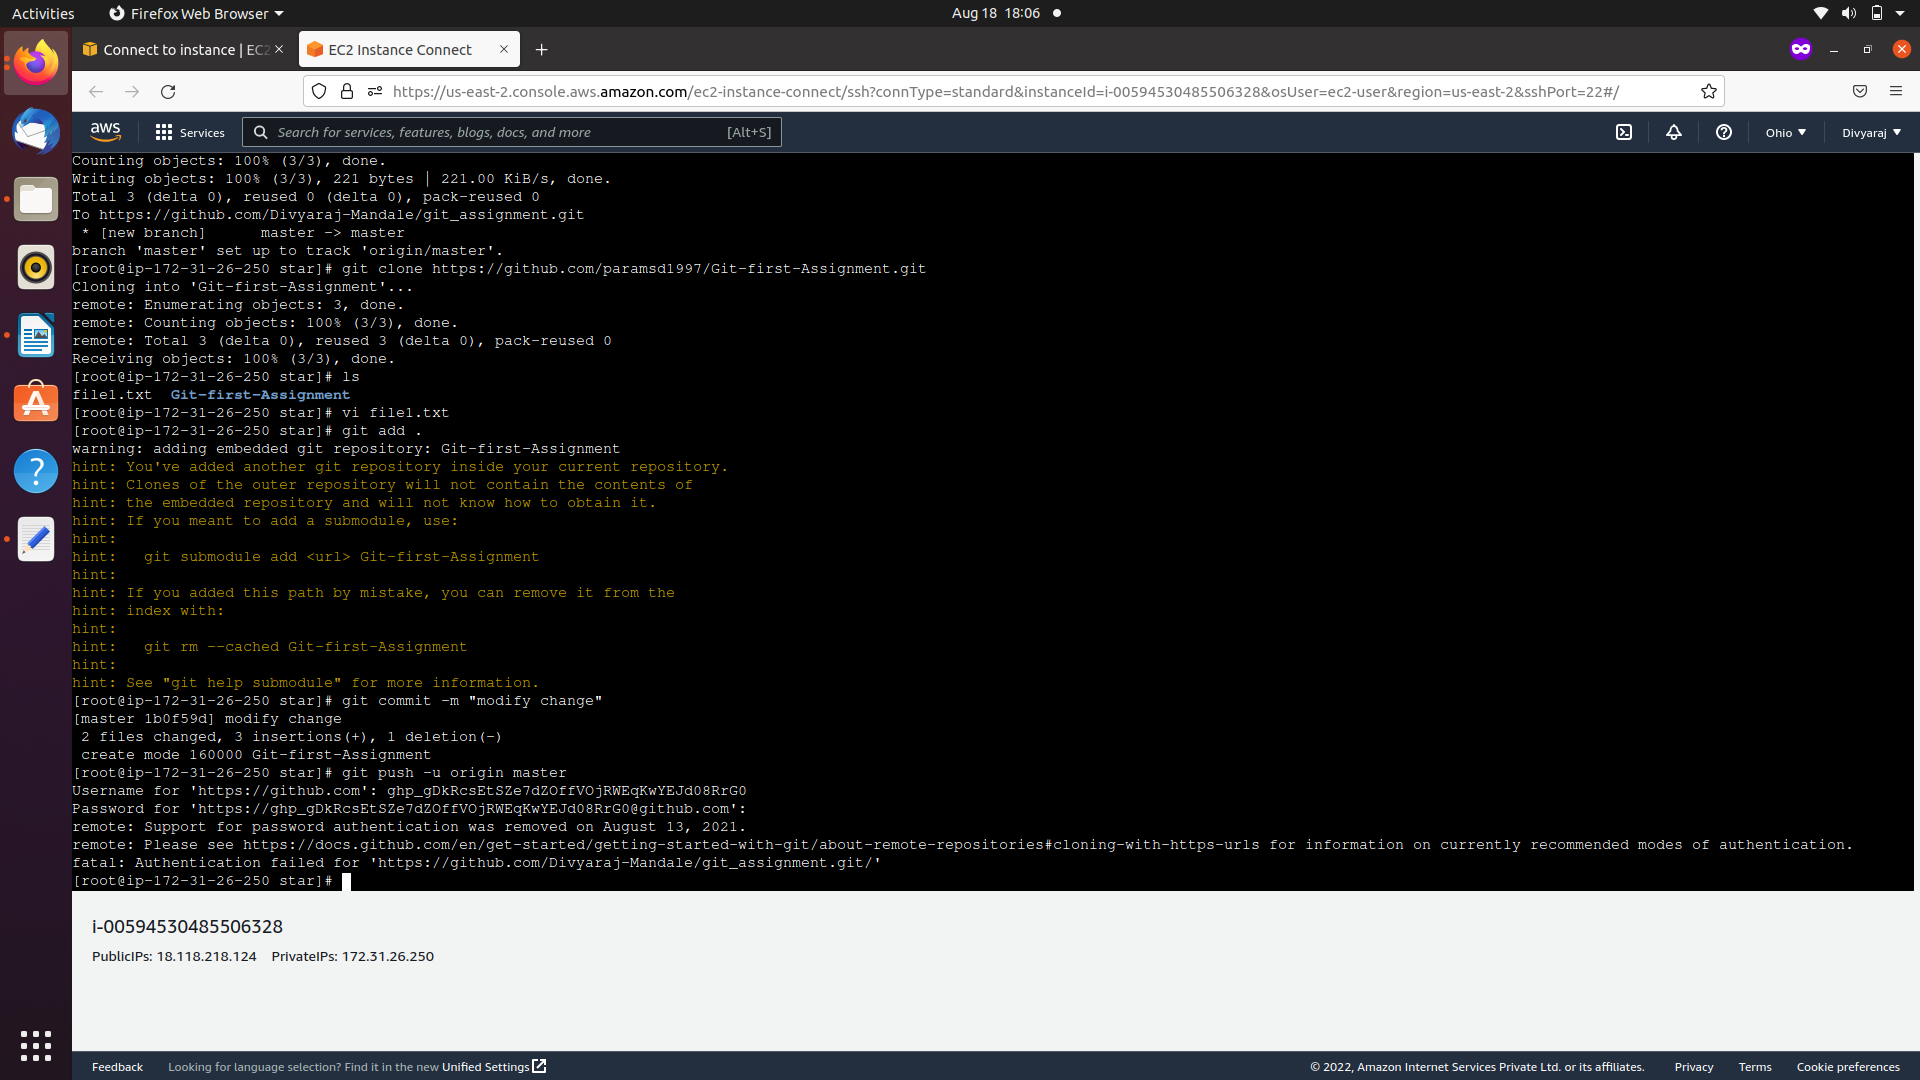 Activities
Firefox Web Browser
Aug 18 18:06
Connect to instance | EC2
EC2 Instance Connect
https://us-east-2.console.aws.amazon.com/ec2-instance-connect/ssh?connType=standard&instanceId=i-00594530485506328&osUser=ec2-user&region=us-east-2&sshPort=22#/
aws
Services
Search for services, features, blogs, docs, and more
[Alt+S]
Ohio
Divyaraj
Counting objects: 100% (3/3), done.
Writing objects: 100% (3/3), 221 bytes | 221.00 KiB/s, done.
Total 3 (delta 0), reused 0 (delta 0), pack-reused 0
To https://github.com/Divyaraj-Mandale/git_assignment.git
* [new branch]      master -> master
branch 'master' set up to track 'origin/master'.
[root@ip-172-31-26-250 star]# git clone https://github.com/paramsd1997/Git-first-Assignment.git
Cloning into 'Git-first-Assignment'...
remote: Enumerating objects: 3, done.
remote: Counting objects: 100% (3/3), done.
remote: Total 3 (delta 0), reused 3 (delta 0), pack-reused 0
Receiving objects: 100% (3/3), done.
[root@ip-172-31-26-250 star]# ls
file1.txt  Git-first-Assignment
[root@ip-172-31-26-250 star]# vi file1.txt
[root@ip-172-31-26-250 star]# git add .
warning: adding embedded git repository: Git-first-Assignment
hint: You've added another git repository inside your current repository.
hint: Clones of the outer repository will not contain the contents of
hint: the embedded repository and will not know how to obtain it.
hint: If you meant to add a submodule, use:
hint:
hint:   git submodule add <url> Git-first-Assignment
hint:
hint: If you added this path by mistake, you can remove it from the
hint: index with:
hint:
hint:   git rm --cached Git-first-Assignment
hint:
hint: See "git help submodule" for more information.
[root@ip-172-31-26-250 star]# git commit -m "modify change"
[master 1b0f59d] modify change
2 files changed, 3 insertions(+), 1 deletion(-)
create mode 160000 Git-first-Assignment
[root@ip-172-31-26-250 star]# git push -u origin master
Username for 'https://github.com': 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
Password for 'https://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@github.com':
remote: Support for password authentication was removed on August 13, 2021.
remote: Please see https://docs.github.com/en/get-started/getting-started-with-git/about-remote-repositories#cloning-with-https-urls for information on currently recommended modes of authentication.
fatal: Authentication failed for 'https://github.com/Divyaraj-Mandale/git_assignment.git/'
[root@ip-172-31-26-250 star]#
i-00594530485506328
PublicIPs: 18.118.218.124    PrivateIPs: 172.31.26.250
Feedback
Looking for language selection? Find it in the new Unified Settings
© 2022, Amazon Internet Services Private Ltd. or its affiliates.
Privacy
Terms
Cookie preferences